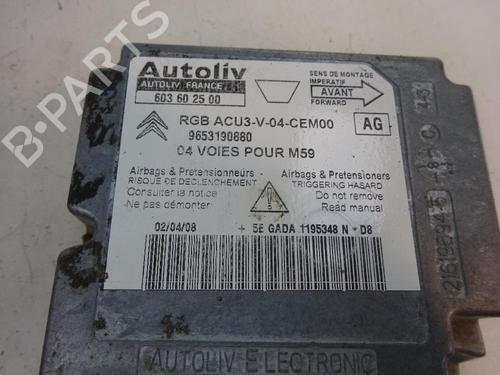 Autoliv
AUTOLIV FRANCE
603 60 25 00
SENS DE MONTAGE
IMPERATIF
AVANT
FORWARD
RGB ACU3-V-04-CEM00
AG
9653190880
04 VOIES POUR M59
Airbags & Pretensionneurs -
RISQUE DE DECLENCHEMENT
Consulter la notice
Ne pas démonter
Airbags & Pretensioners
TRIGGERING HASARD
Do not remove
Read manual
02/04/08
+ 5E GADA 1195348 N + D8
AUTOLIV ELECTRONIC
B-PARTS